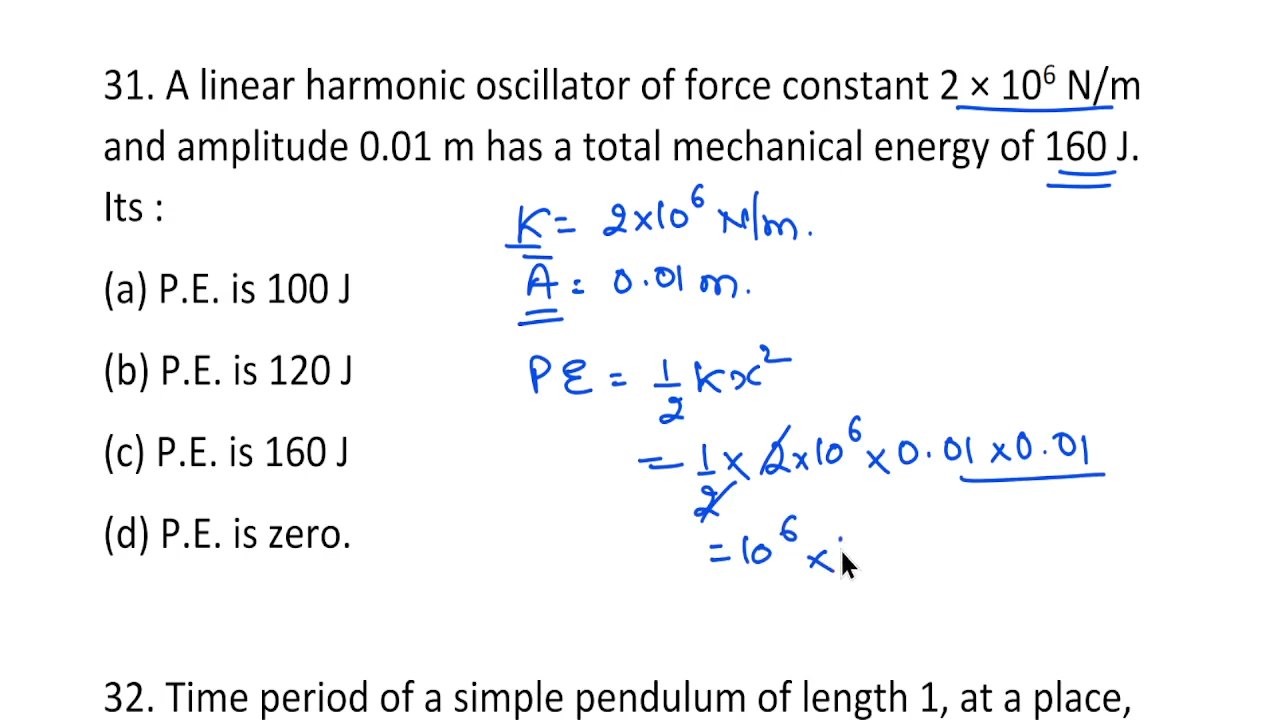 31. A linear harmonic oscillator of force constant 2 × 10⁶ N/m
and amplitude 0.01 m has a total mechanical energy of 160 J.
Its :
K = 2×10⁶ N/m.
(a) P.E. is 100 J
A = 0.01 m.
(b) P.E. is 120 J
PE = 1/2 Kx²
(c) P.E. is 160 J
= 1/2 × 2×10⁶ × 0.01 × 0.01
(d) P.E. is zero.
= 10⁶ ×
32. Time period of a simple pendulum of length 1, at a place,